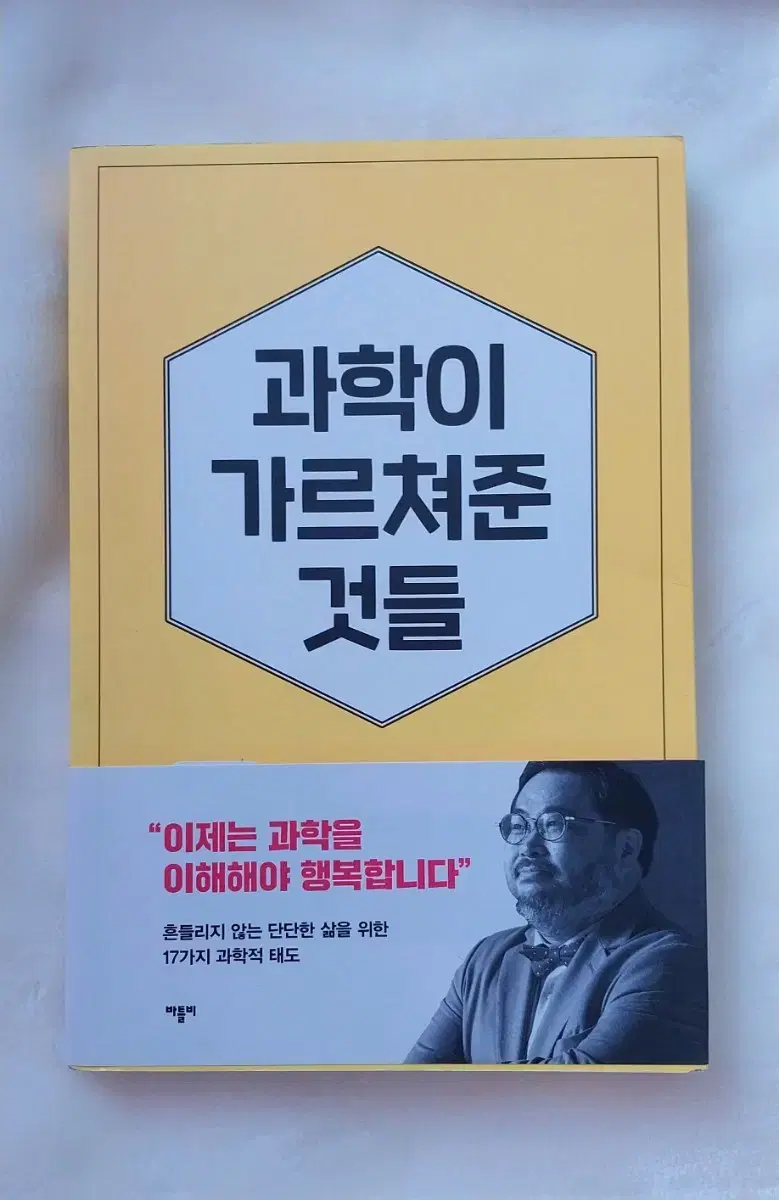 과학이
가르쳐준
것들
“이제는 과학을
이해해야 행복합니다”
흔들리지 않는 단단한 삶을 위한
17가지 과학적 태도
바틀비